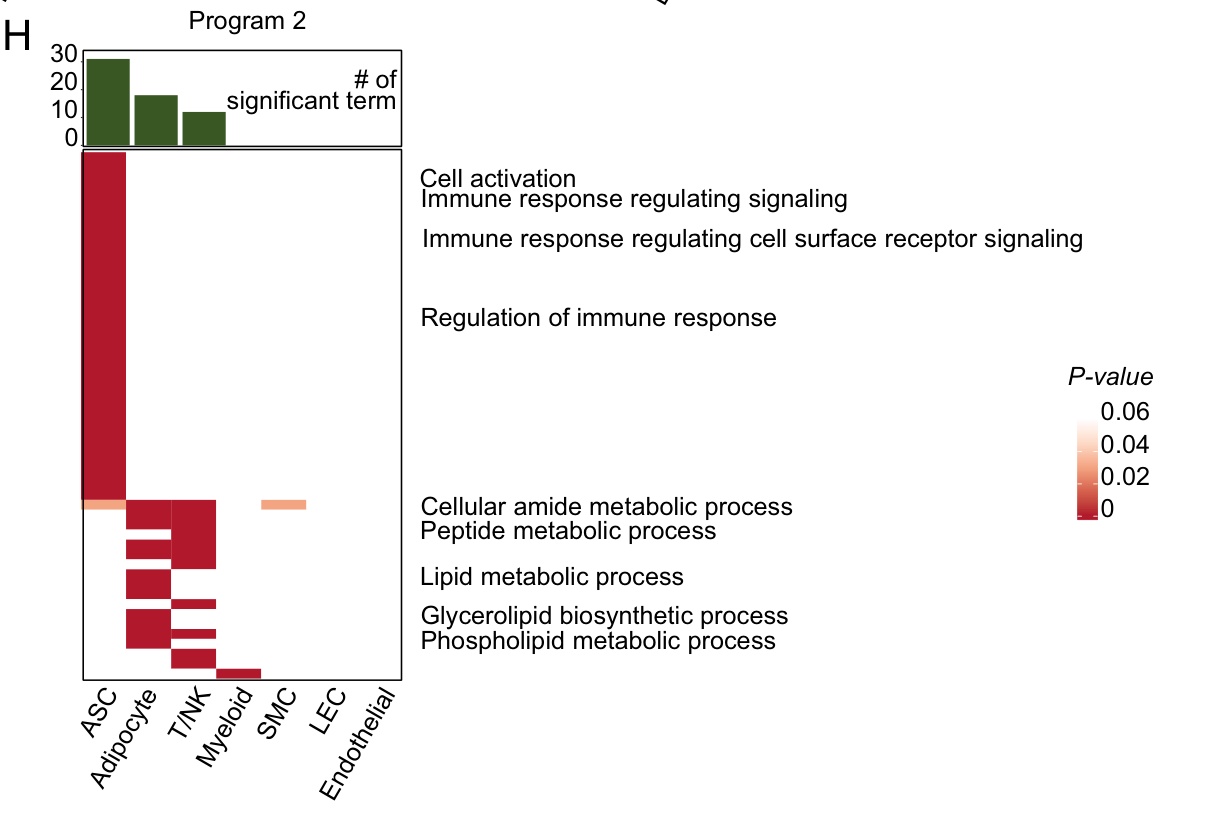 H
Program 2
30
20
10
0
# of
significant term
Cell activation
Immune response regulating signaling
Immune response regulating cell surface receptor signaling
Regulation of immune response
P-value
0.06
0.04
0.02
0
Cellular amide metabolic process
Peptide metabolic process
Lipid metabolic process
Glycerolipid biosynthetic process
Phospholipid metabolic process
ASC
Adipocyte
T/NK
Myeloid
SMC
LEC
Endothelial